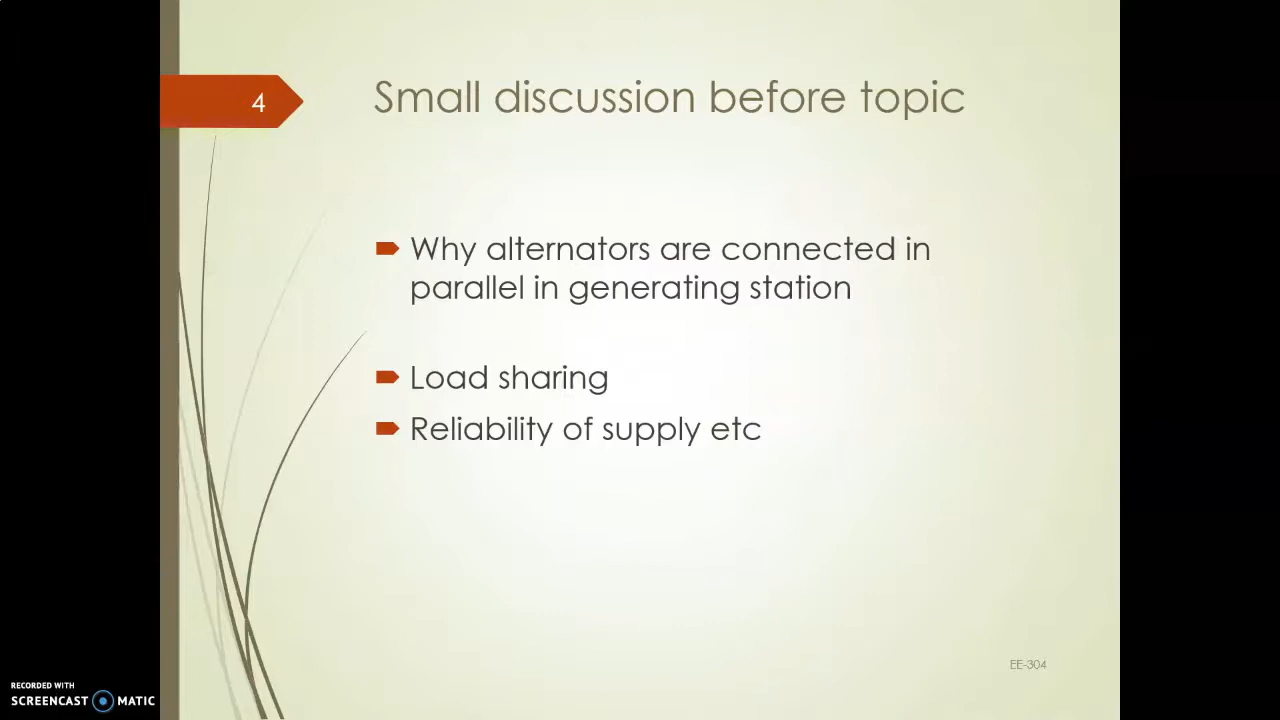 4
Small discussion before topic
Why alternators are connected in
parallel in generating station
Load sharing
Reliability of supply etc
EE-304
RECORDED WITH
SCREENCAST MATIC